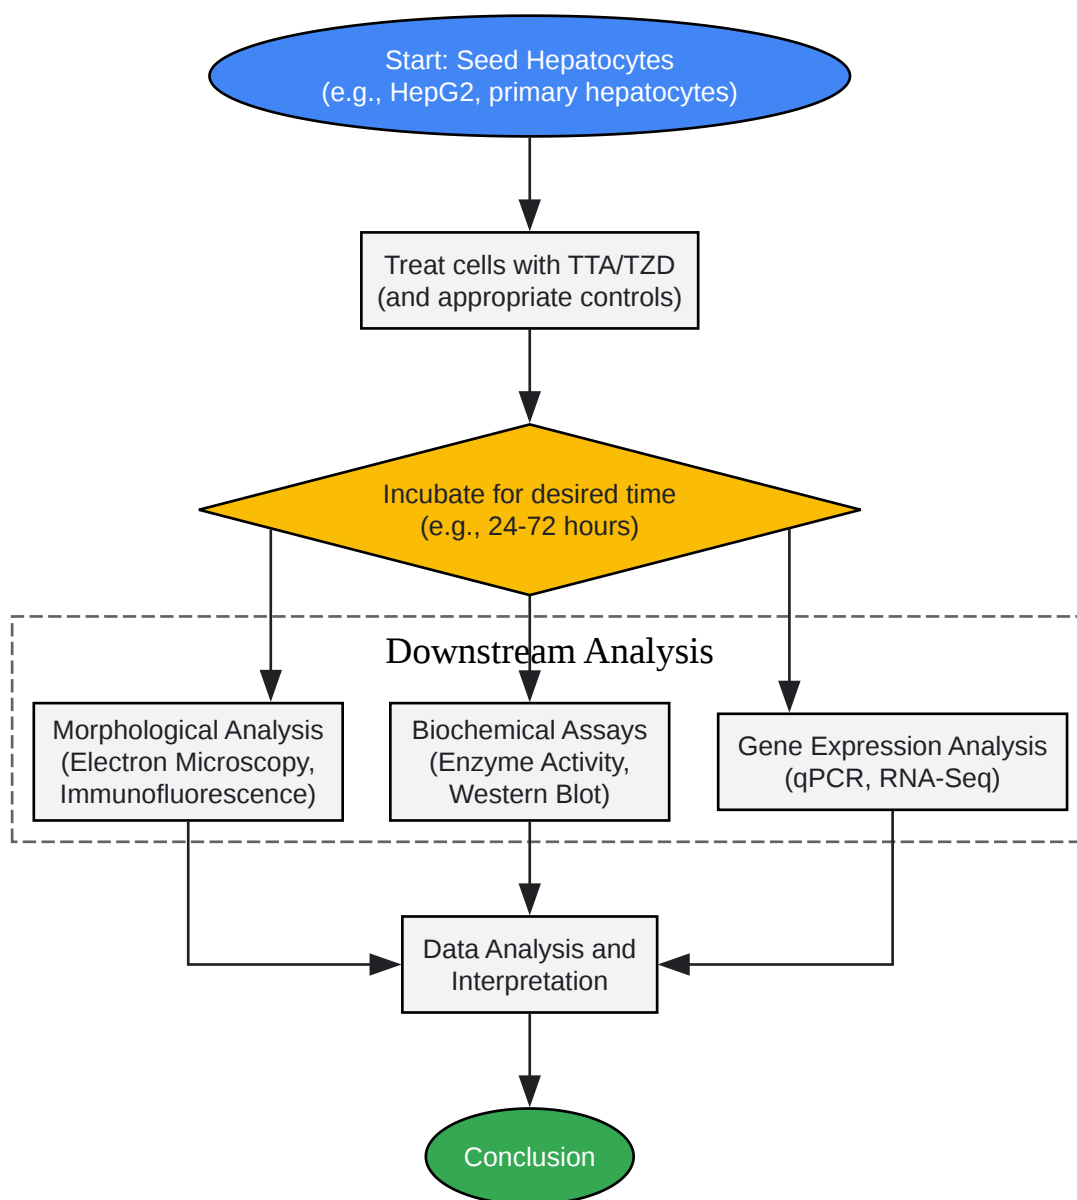 Start: Seed Hepatocytes
(e.g., HepG2, primary hepatocytes)
Treat cells with TTA/TZD
(and appropriate controls)
Incubate for desired time
(e.g., 24-72 hours)
Downstream Analysis
Morphological Analysis
(Electron Microscopy,
Immunofluorescence)
Biochemical Assays
(Enzyme Activity,
Western Blot)
Gene Expression Analysis
(qPCR, RNA-Seq)
Data Analysis and
Interpretation
Conclusion